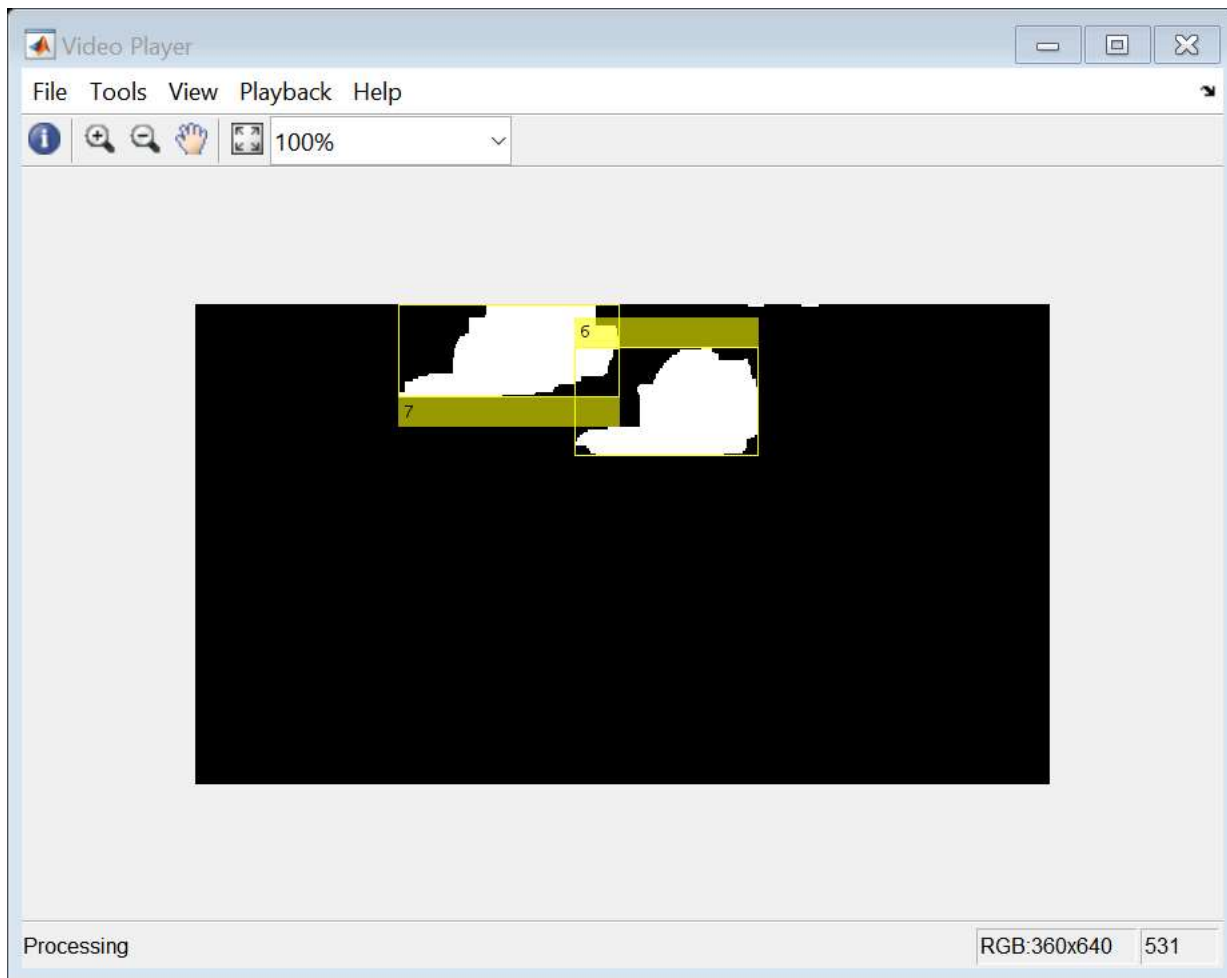 Video Player
File Tools View Playback Help
100%
6
7
Processing RGB:360x640 531